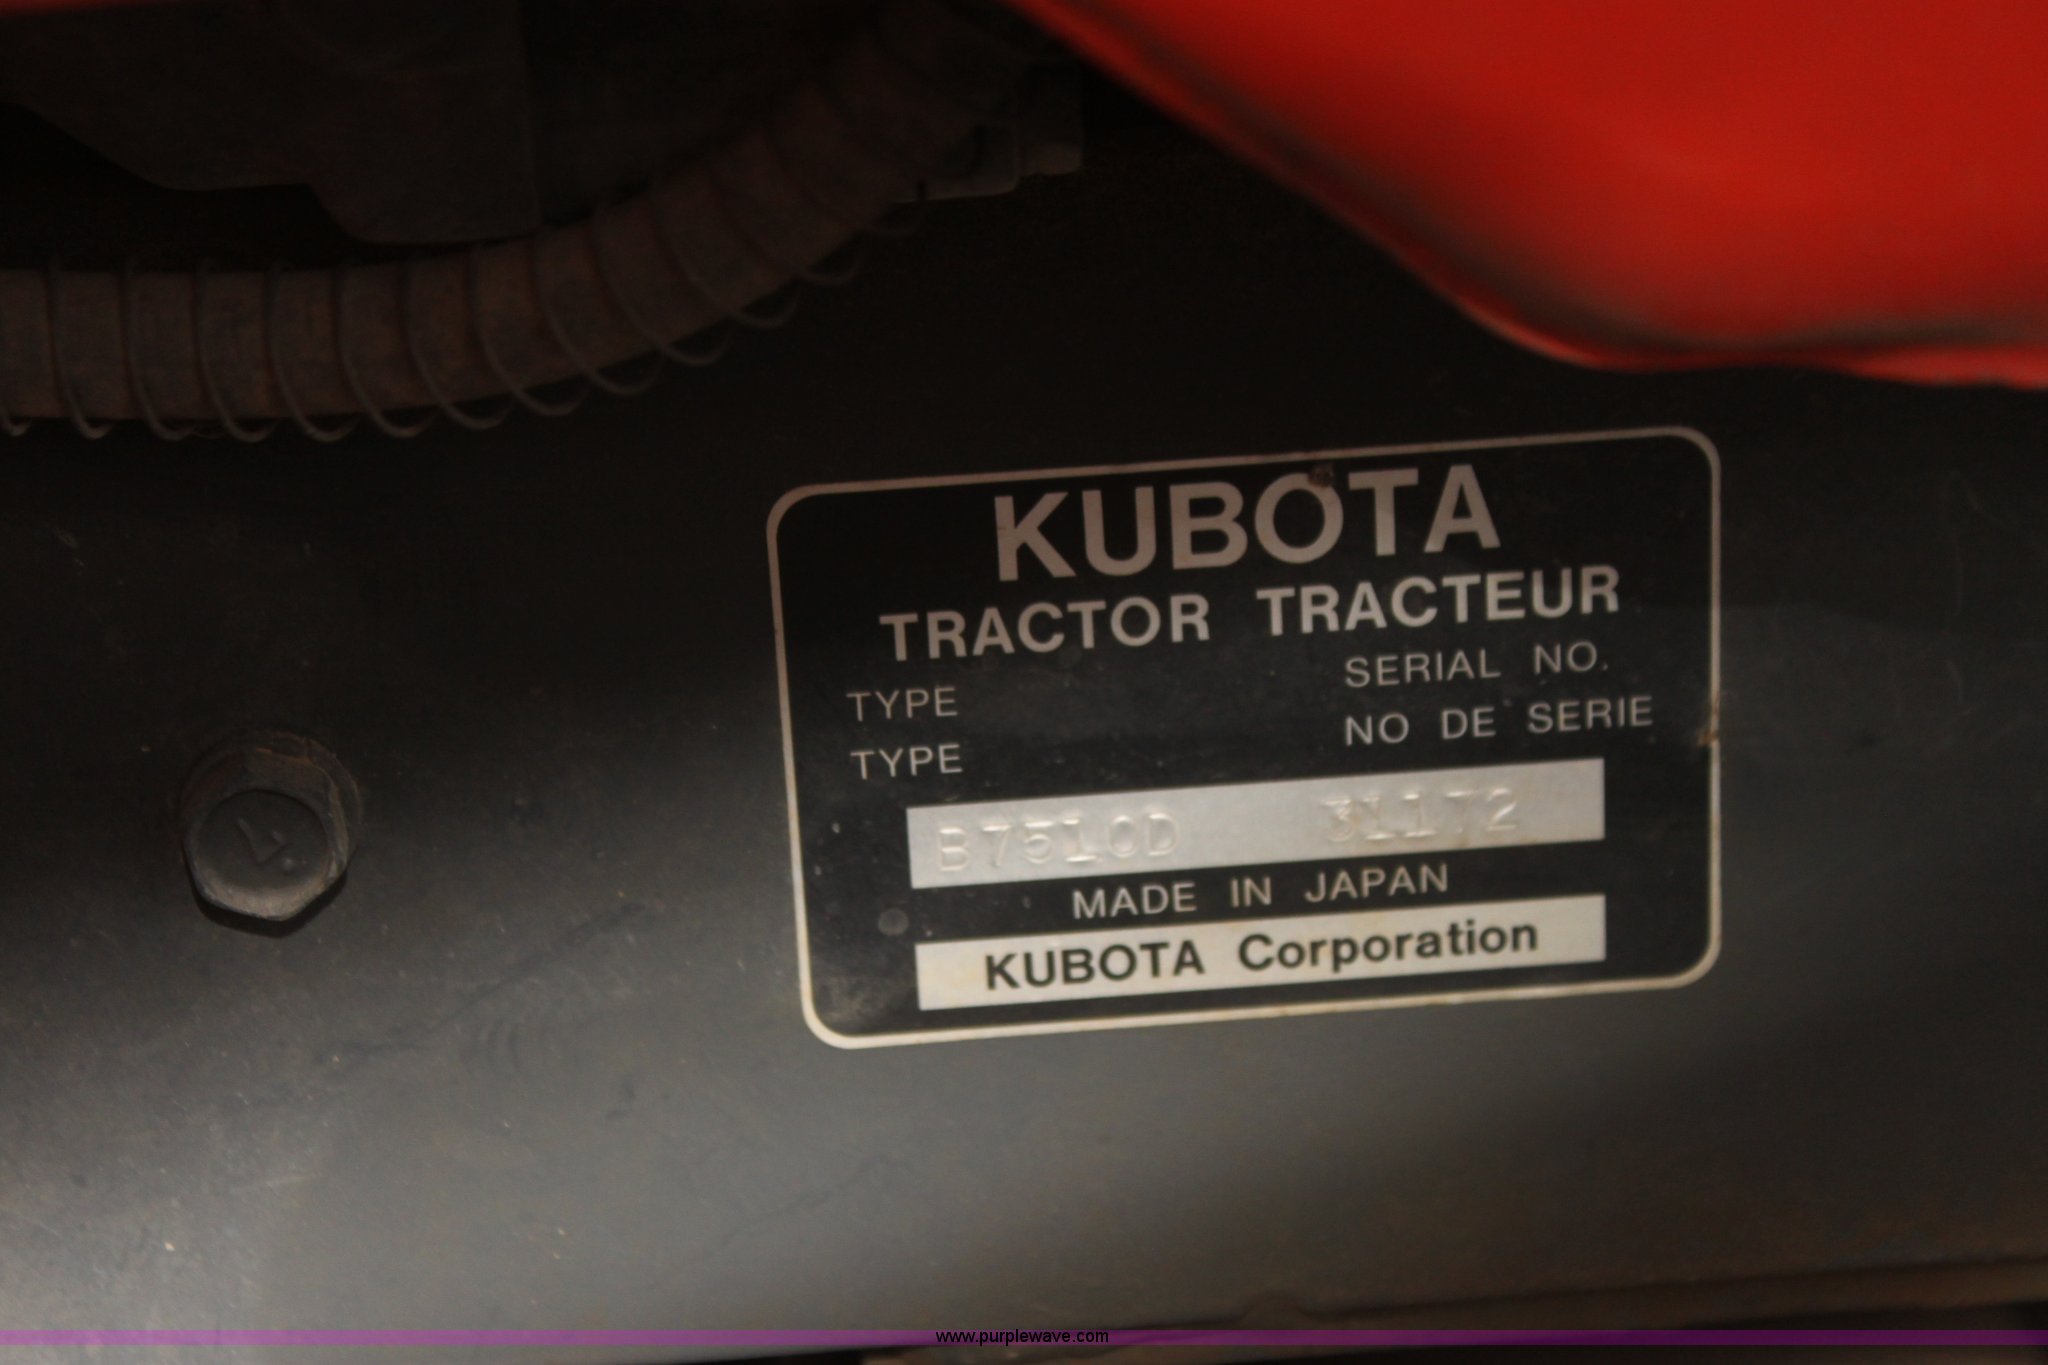 KUBOTA
TRACTOR TRACTEUR
TYPE SERIAL NO.
TYPE NO DE SERIE
B7510D 31172
MADE IN JAPAN
KUBOTA Corporation
www.purplewave.com